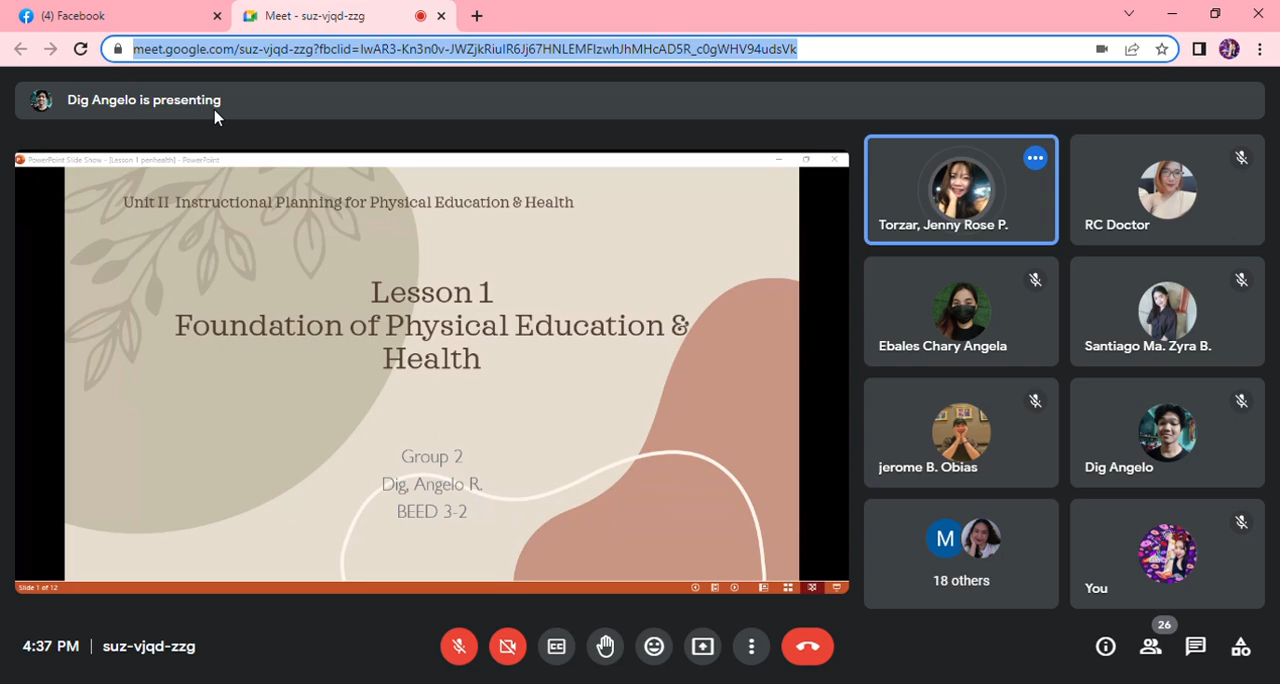 (4) Facebook
Meet - suz-vjqd-zzg
meet.google.com/suz-vjqd-zzg?fbclid=IwAR3-Kn3n0v-JWZjkRiuIR6Jj67HNLEMFIzwhJhMHcAD5R_c0gWHV94udsVk
Dig Angelo is presenting
PowerPoint Slide Show - [Lesson 1 penhealth] - PowerPoint
Unit II Instructional Planning for Physical Education & Health
Lesson 1
Foundation of Physical Education &
Health
Group 2
Dig, Angelo R.
BEED 3-2
Slide 1 of 12
Torzar, Jenny Rose P.
RC Doctor
Ebales Chary Angela
Santiago Ma. Zyra B.
jerome B. Obias
Dig Angelo
M
18 others
You
4:37 PM | suz-vjqd-zzg
CC
26